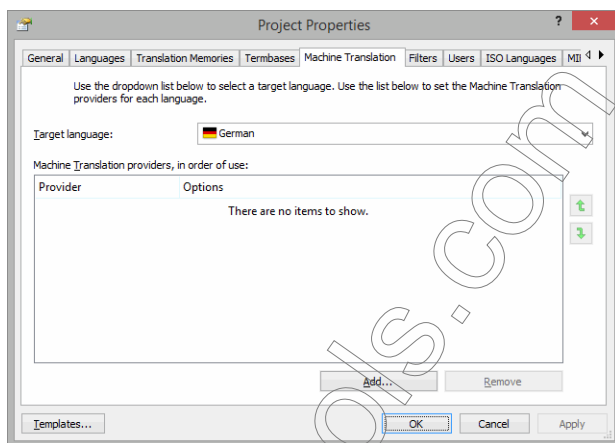 Project Properties
?
General Languages Translation Memories Termbases Machine Translation Filters Users ISO Languages
Use the dropdown list below to select a target language. Use the list below to set the Machine Translation
providers for each language.
Target language: German
Machine Translation providers, in order of use:
Provider Options
There are no items to show.
Add... Remove
Templates... OK Cancel Apply
ols.com